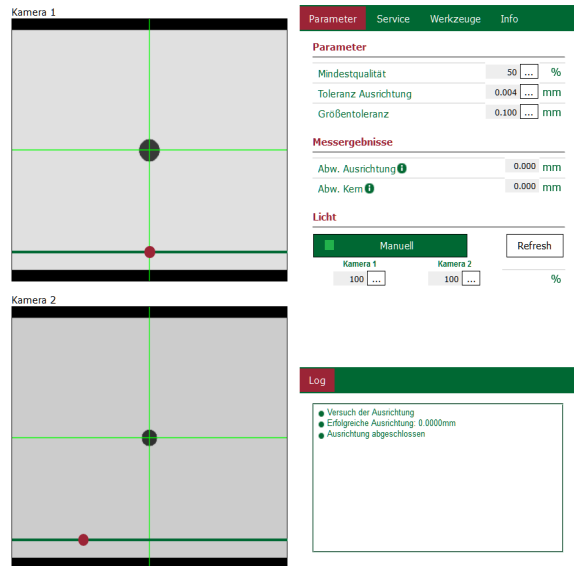 Kamera 1
Parameter Service Werkzeuge Info
Parameter
Mindestqualität 50 ... %
Toleranz Ausrichtung 0.004 ... mm
Größentoleranz 0.100 ... mm
Messergebnisse
Abw. Ausrichtung i 0.000 mm
Abw. Kern i 0.000 mm
Licht
Manuell Refresh
Kamera 1 Kamera 2
100 ... 100 ... %
Kamera 2
Log
Versuch der Ausrichtung
Erfolgreiche Ausrichtung: 0.0000mm
Ausrichtung abgeschlossen